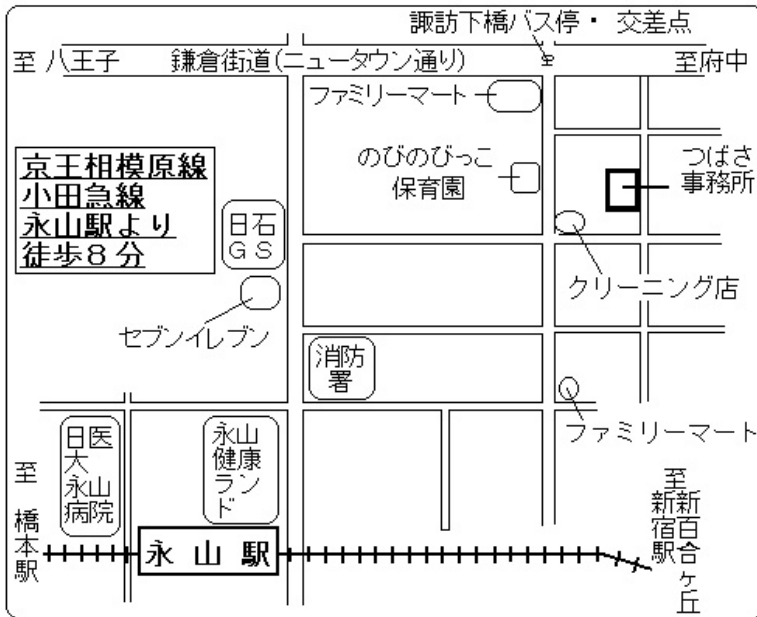 諏訪下橋バス停・ 交差点
至 八王子
鎌倉街道(ニュータウン通り)
至府中
ファミリーマート
京王相模原線
小田急線
永山駅より
徒歩8分
のびのびっこ
保育園
つばさ
事務所
日石
GS
クリーニング店
セブンイレブン
消防
署
ファミリーマート
日医
大
永山
病院
永山
健康
ラン
ド
至 橋本駅
永山駅
至
新宿駅
新百合ヶ丘